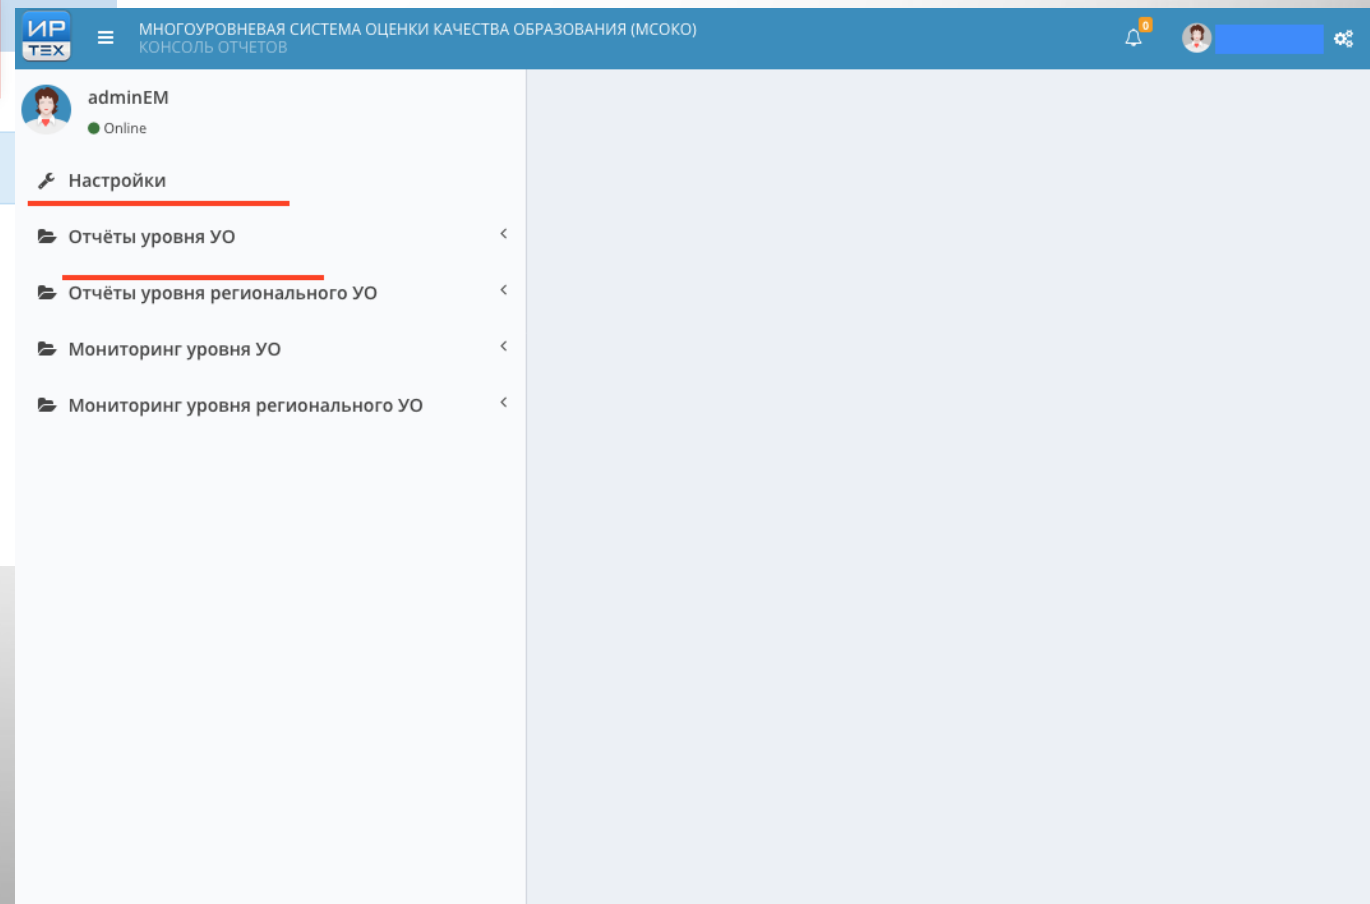 ИР
ТЕХ
МНОГОУРОВНЕВАЯ СИСТЕМА ОЦЕНКИ КАЧЕСТВА ОБРАЗОВАНИЯ (МСОКО)
КОНСОЛЬ ОТЧЕТОВ
0
adminEM
Online
Настройки
Отчёты уровня УО
Отчёты уровня регионального УО
Мониторинг уровня УО
Мониторинг уровня регионального УО